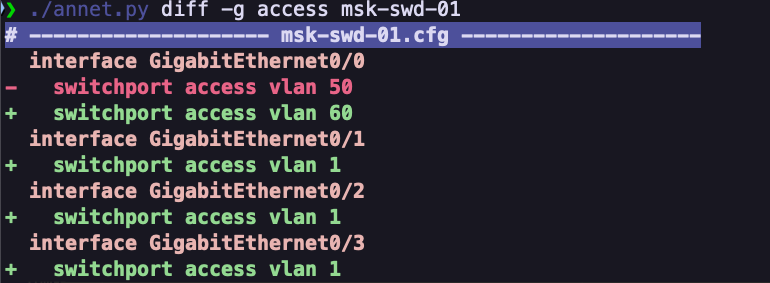 ❯ ./annet.py diff -g access msk-swd-01
# -------------------- msk-swd-01.cfg --------------------
  interface GigabitEthernet0/0
-   switchport access vlan 50
+   switchport access vlan 60
  interface GigabitEthernet0/1
+   switchport access vlan 1
  interface GigabitEthernet0/2
+   switchport access vlan 1
  interface GigabitEthernet0/3
+   switchport access vlan 1